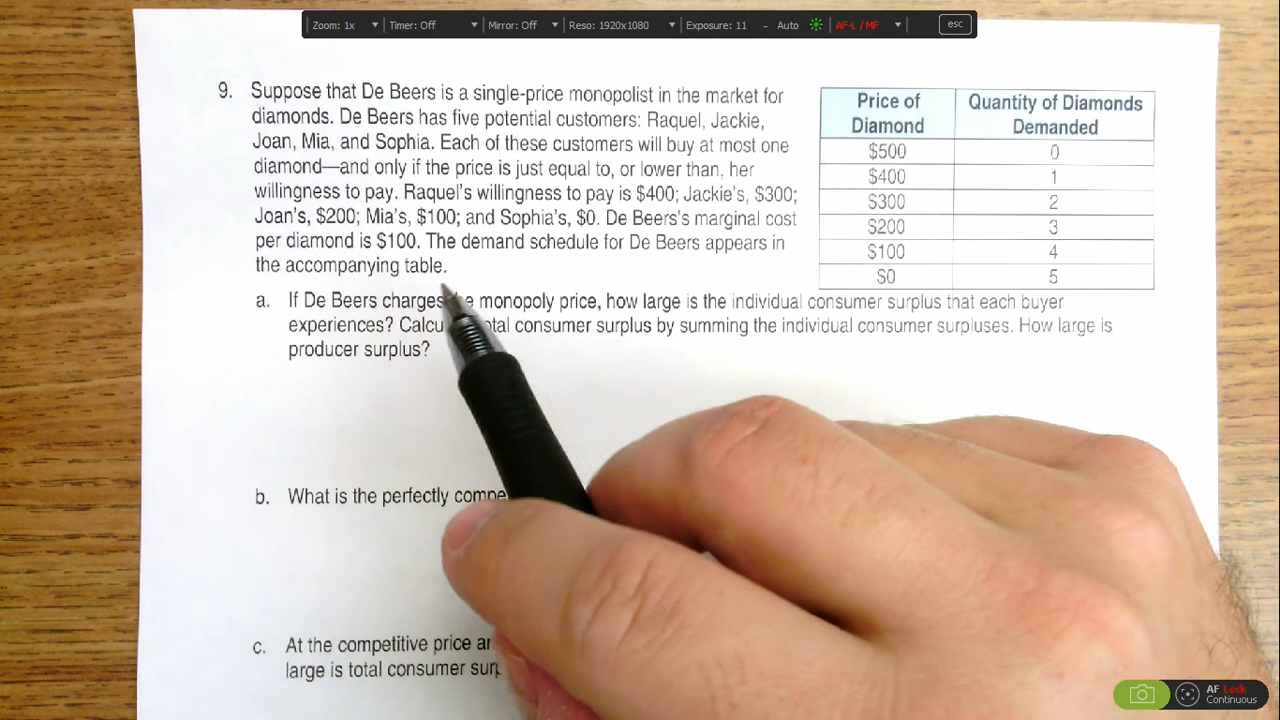 Zoom: 1x Timer: Off Mirror: Off Reso: 1920x1080 Exposure: 11 - Auto AF-L / MF esc
9. Suppose that De Beers is a single-price monopolist in the market for
diamonds. De Beers has five potential customers: Raquel, Jackie,
Joan, Mia, and Sophia. Each of these customers will buy at most one
diamond—and only if the price is just equal to, or lower than, her
willingness to pay. Raquel's willingness to pay is $400; Jackie's, $300;
Joan's, $200; Mia's, $100; and Sophia's, $0. De Beers's marginal cost
per diamond is $100. The demand schedule for De Beers appears in
the accompanying table.
Price of Diamond Quantity of Diamonds Demanded
$500 0
$400 1
$300 2
$200 3
$100 4
$0 5
a. If De Beers charges monopoly price, how large is the individual consumer surplus that each buyer
experiences? consumer surplus by summing the individual consumer surpluses. How large is
producer surplus?
b. What is the perfectly
c. At the competitive price
large is total consumer
AF Lock
Continuous